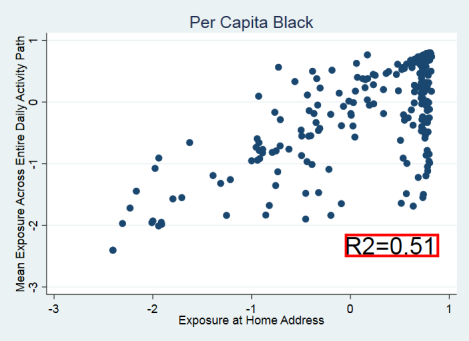 Per Capita Black
Mean Exposure Across Entire Daily Activity Path
1
0
-1
-2
-3
R2=0.51
-3
-2
-1
0
1
Exposure at Home Address